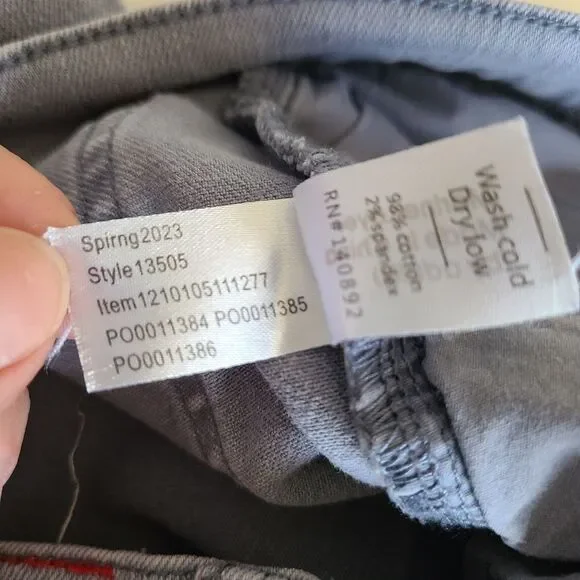 Spirng2023
Style13505
Item1210105111277
PO0011384 PO0011385
PO0011386
Wash cold
Dry low
98% cotton
2% spandex
RN#140892